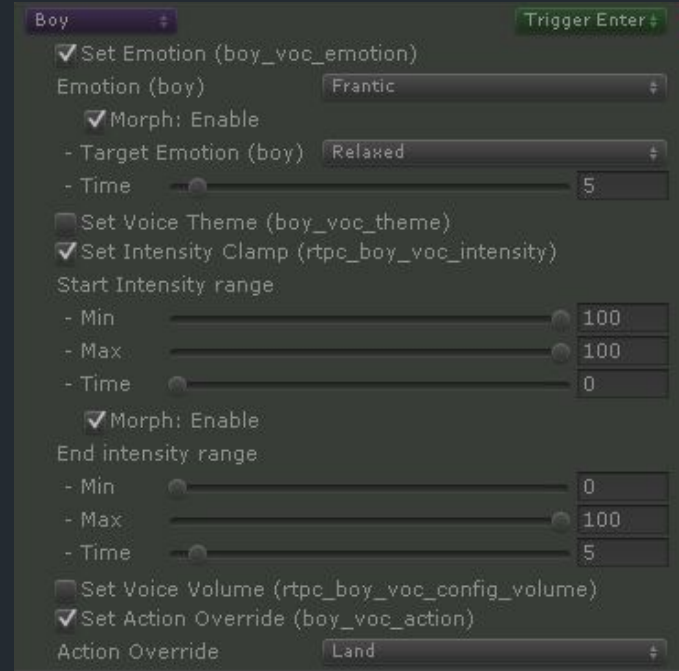 Boy Trigger Enter
Set Emotion (boy_voc_emotion)
Emotion (boy) Frantic
Morph: Enable
- Target Emotion (boy) Relaxed
- Time 5
Set Voice Theme (boy_voc_theme)
Set Intensity Clamp (rtpc_boy_voc_intensity)
Start Intensity range
- Min 100
- Max 100
- Time 0
Morph: Enable
End intensity range
- Min 0
- Max 100
- Time 5
Set Voice Volume (rtpc_boy_voc_config_volume)
Set Action Override (boy_voc_action)
Action Override Land